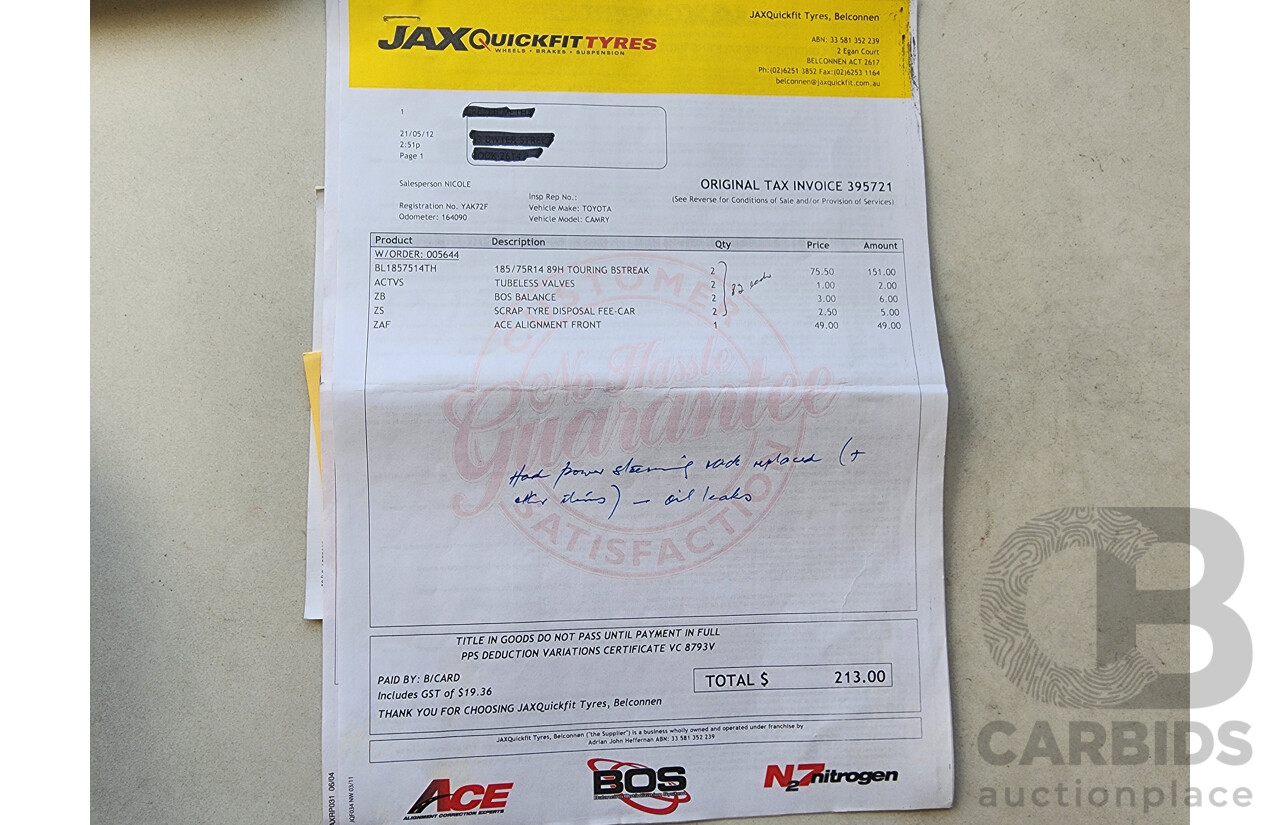 JAXQUICKFITTYRES
WHEELS • BRAKES • SUSPENSION
JAXQuickfit Tyres, Belconnen
ABN: 33 581 352 239
2 Egan Court
BELCONNEN ACT 2617
Ph:(02)6251 3852 Fax:(02)6253 1164
belconnen@jaxquickfit.com.au
1
21/05/12
2:51p
Page 1
DWYER STREET
Salesperson NICOLE
ORIGINAL TAX INVOICE 395721
(See Reverse for Conditions of Sale and/or Provision of Services)
Registration No. YAK72F
Odometer: 164090
Insp Rep No.:
Vehicle Make: TOYOTA
Vehicle Model: CAMRY
Product Description Qty Price Amount
W/ORDER: 005644
BL1857514TH 185/75R14 89H TOURING BSTREAK 2 75.50 151.00
ACTVS TUBELESS VALVES 2 1.00 2.00
ZB BOS BALANCE 2 3.00 6.00
ZS SCRAP TYRE DISPOSAL FEE-CAR 2 2.50 5.00
ZAF ACE ALIGNMENT FRONT 1 49.00 49.00
CUSTOMER
No Hassle
Guarantee
SATISFACTION
Had power steering rack replaced (+
other items) – oil leaks
TITLE IN GOODS DO NOT PASS UNTIL PAYMENT IN FULL
PPS DEDUCTION VARIATIONS CERTIFICATE VC 8793V
PAID BY: B/CARD
Includes GST of $19.36
THANK YOU FOR CHOOSING JAXQuickfit Tyres, Belconnen
TOTAL $ 213.00
JAXQuickfit Tyres, Belconnen ("the Supplier") is a business wholly owned and operated under franchise by
Adrian John Heffernan ABN: 33 581 352 239
ACE
ALIGNMENT CORRECTION EXPERTS
BOS
N27nitrogen
CB
CARBIDS
auctionplace